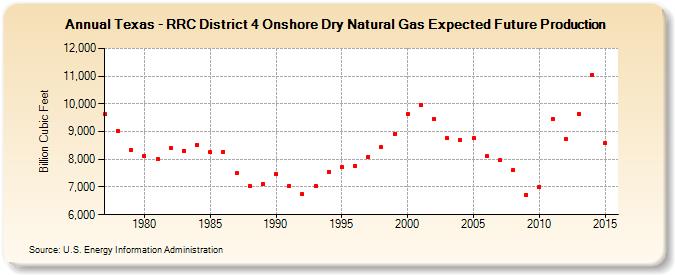 Annual Texas - RRC District 4 Onshore Dry Natural Gas Expected Future Production
Billion Cubic Feet
12,000
11,000
10,000
9,000
8,000
7,000
6,000
1980 1985 1990 1995 2000 2005 2010 2015
Source: U.S. Energy Information Administration